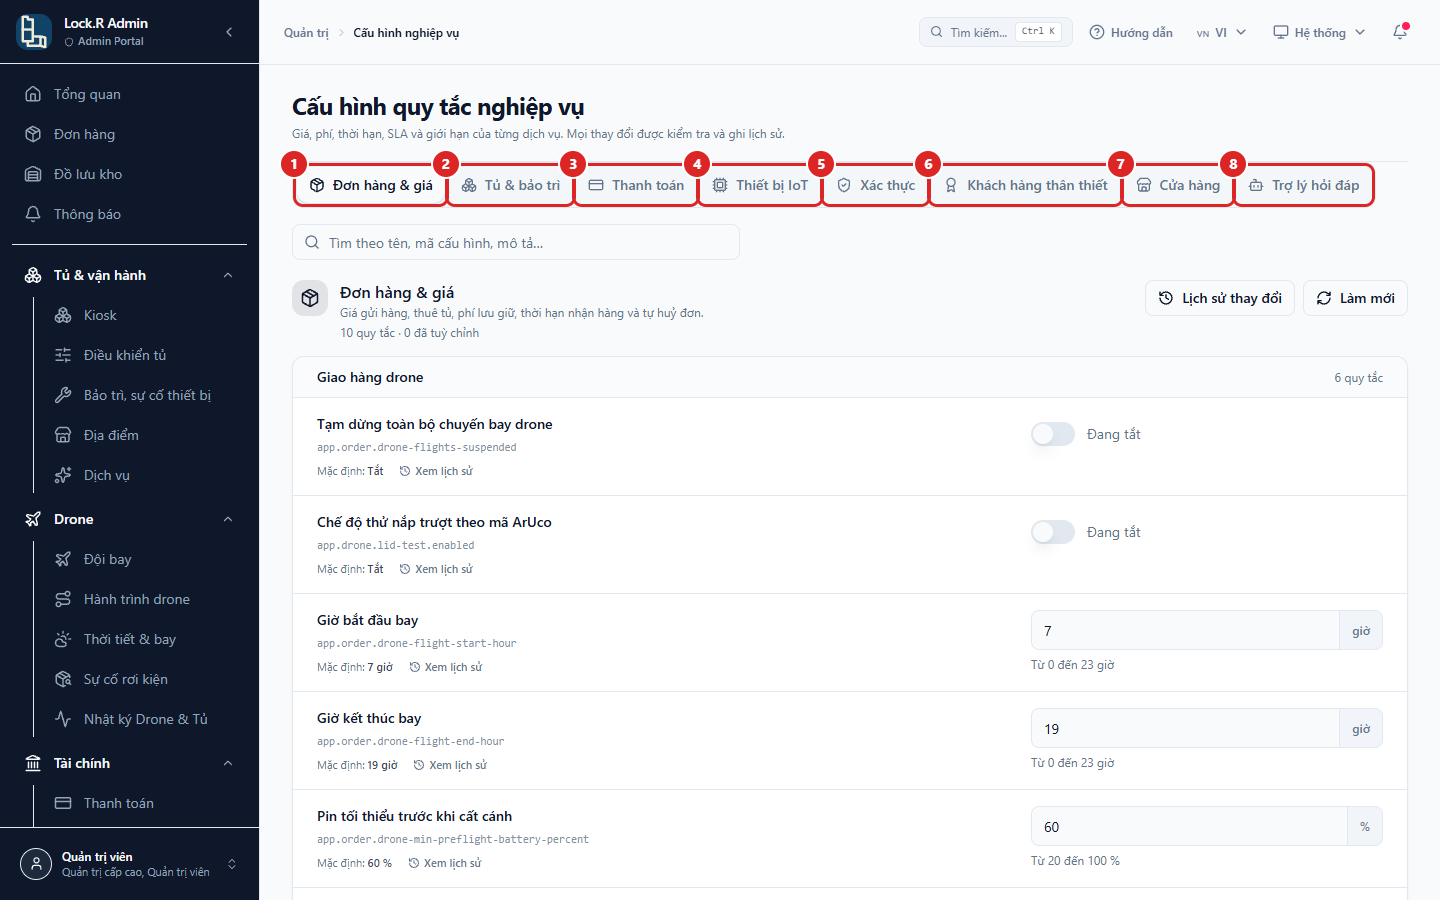 Lock.R Admin
Admin Portal
Tổng quan
Đơn hàng
Đồ lưu kho
Thông báo
Tủ & vận hành
Kiosk
Điều khiển tủ
Bảo trì, sự cố thiết bị
Địa điểm
Dịch vụ
Drone
Đội bay
Hành trình drone
Thời tiết & bay
Sự cố rơi kiện
Nhật ký Drone & Tủ
Tài chính
Thanh toán
Quản trị viên
Quản trị cấp cao, Quản trị viên
Quản trị
Cấu hình nghiệp vụ
Tìm kiếm... Ctrl K
Hướng dẫn
VN VI
Hệ thống
Cấu hình quy tắc nghiệp vụ
Giá, phí, thời hạn, SLA và giới hạn của từng dịch vụ. Mọi thay đổi được kiểm tra và ghi lịch sử.
1 Đơn hàng & giá
2 Tủ & bảo trì
3 Thanh toán
4 Thiết bị IoT
5 Xác thực
6 Khách hàng thân thiết
7 Cửa hàng
8 Trợ lý hỏi đáp
Tìm theo tên, mã cấu hình, mô tả...
Đơn hàng & giá
Giá gửi hàng, thuê tủ, phí lưu giữ, thời hạn nhận hàng và tự huỷ đơn.
10 quy tắc · 0 đã tuỳ chỉnh
Lịch sử thay đổi
Làm mới
Giao hàng drone
6 quy tắc
Tạm dừng toàn bộ chuyến bay drone
app.order.drone-flights-suspended
Mặc định: Tắt Xem lịch sử
Đang tắt
Chế độ thử nắp trượt theo mã ArUco
app.drone.lid-test.enabled
Mặc định: Tắt Xem lịch sử
Đang tắt
Giờ bắt đầu bay
app.order.drone-flight-start-hour
Mặc định: 7 giờ Xem lịch sử
7 giờ
Từ 0 đến 23 giờ
Giờ kết thúc bay
app.order.drone-flight-end-hour
Mặc định: 19 giờ Xem lịch sử
19 giờ
Từ 0 đến 23 giờ
Pin tối thiểu trước khi cất cánh
app.order.drone-min-preflight-battery-percent
Mặc định: 60 % Xem lịch sử
60 %
Từ 20 đến 100 %